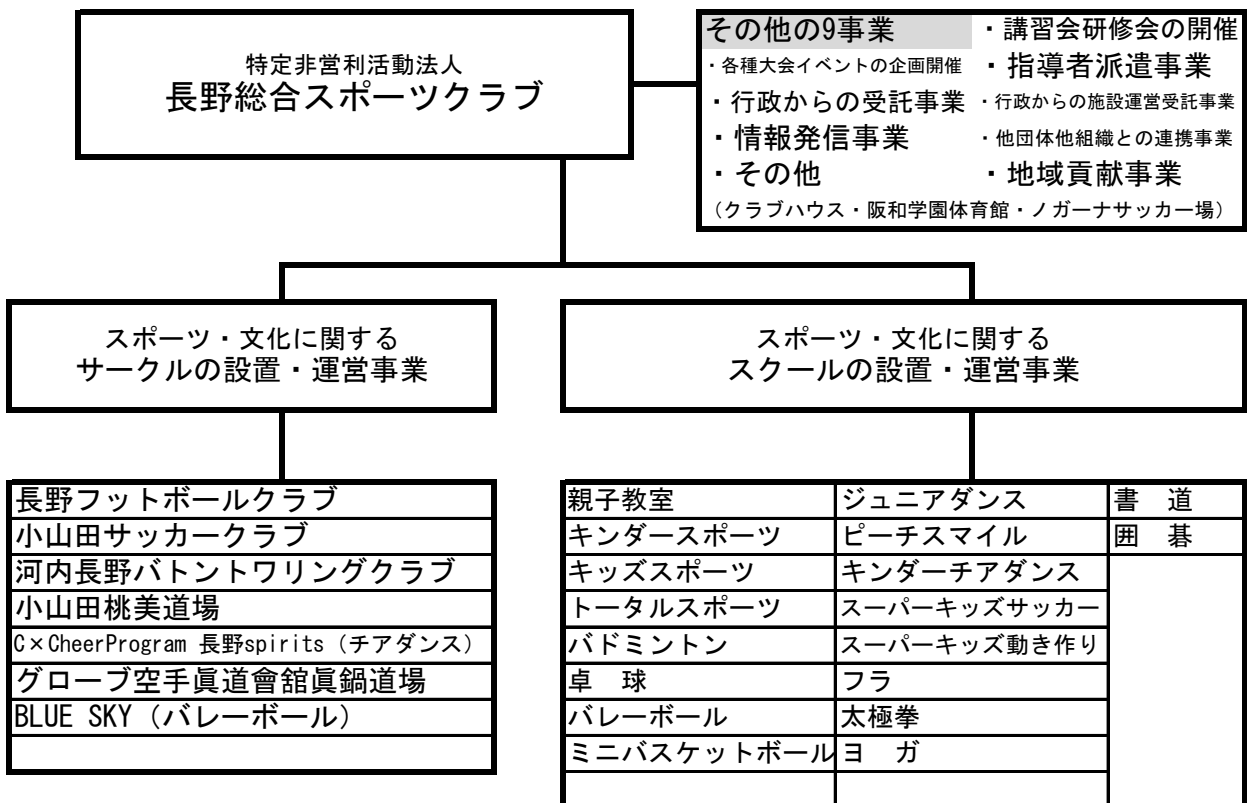 特定非営利活動法人
長野総合スポーツクラブ
その他の9事業 ・講習会研修会の開催
・各種大会イベントの企画開催 ・指導者派遣事業
・行政からの受託事業 ・行政からの施設運営受託事業
・情報発信事業 ・他団体他組織との連携事業
・その他 ・地域貢献事業
（クラブハウス・阪和学園体育館・ノガーナサッカー場）
スポーツ・文化に関する
サークルの設置・運営事業
スポーツ・文化に関する
スクールの設置・運営事業
長野フットボールクラブ
小山田サッカークラブ
河内長野バトントワリングクラブ
小山田桃美道場
C×CheerProgram 長野spirits（チアダンス）
グローブ空手眞道會舘眞鍋道場
BLUE SKY（バレーボール）
親子教室 ジュニアダンス 書　道
キンダースポーツ ピーチスマイル 囲　碁
キッズスポーツ キンダーチアダンス
トータルスポーツ スーパーキッズサッカー
バドミントン スーパーキッズ動き作り
卓　球 フラ
バレーボール 太極拳
ミニバスケットボール ヨ　ガ